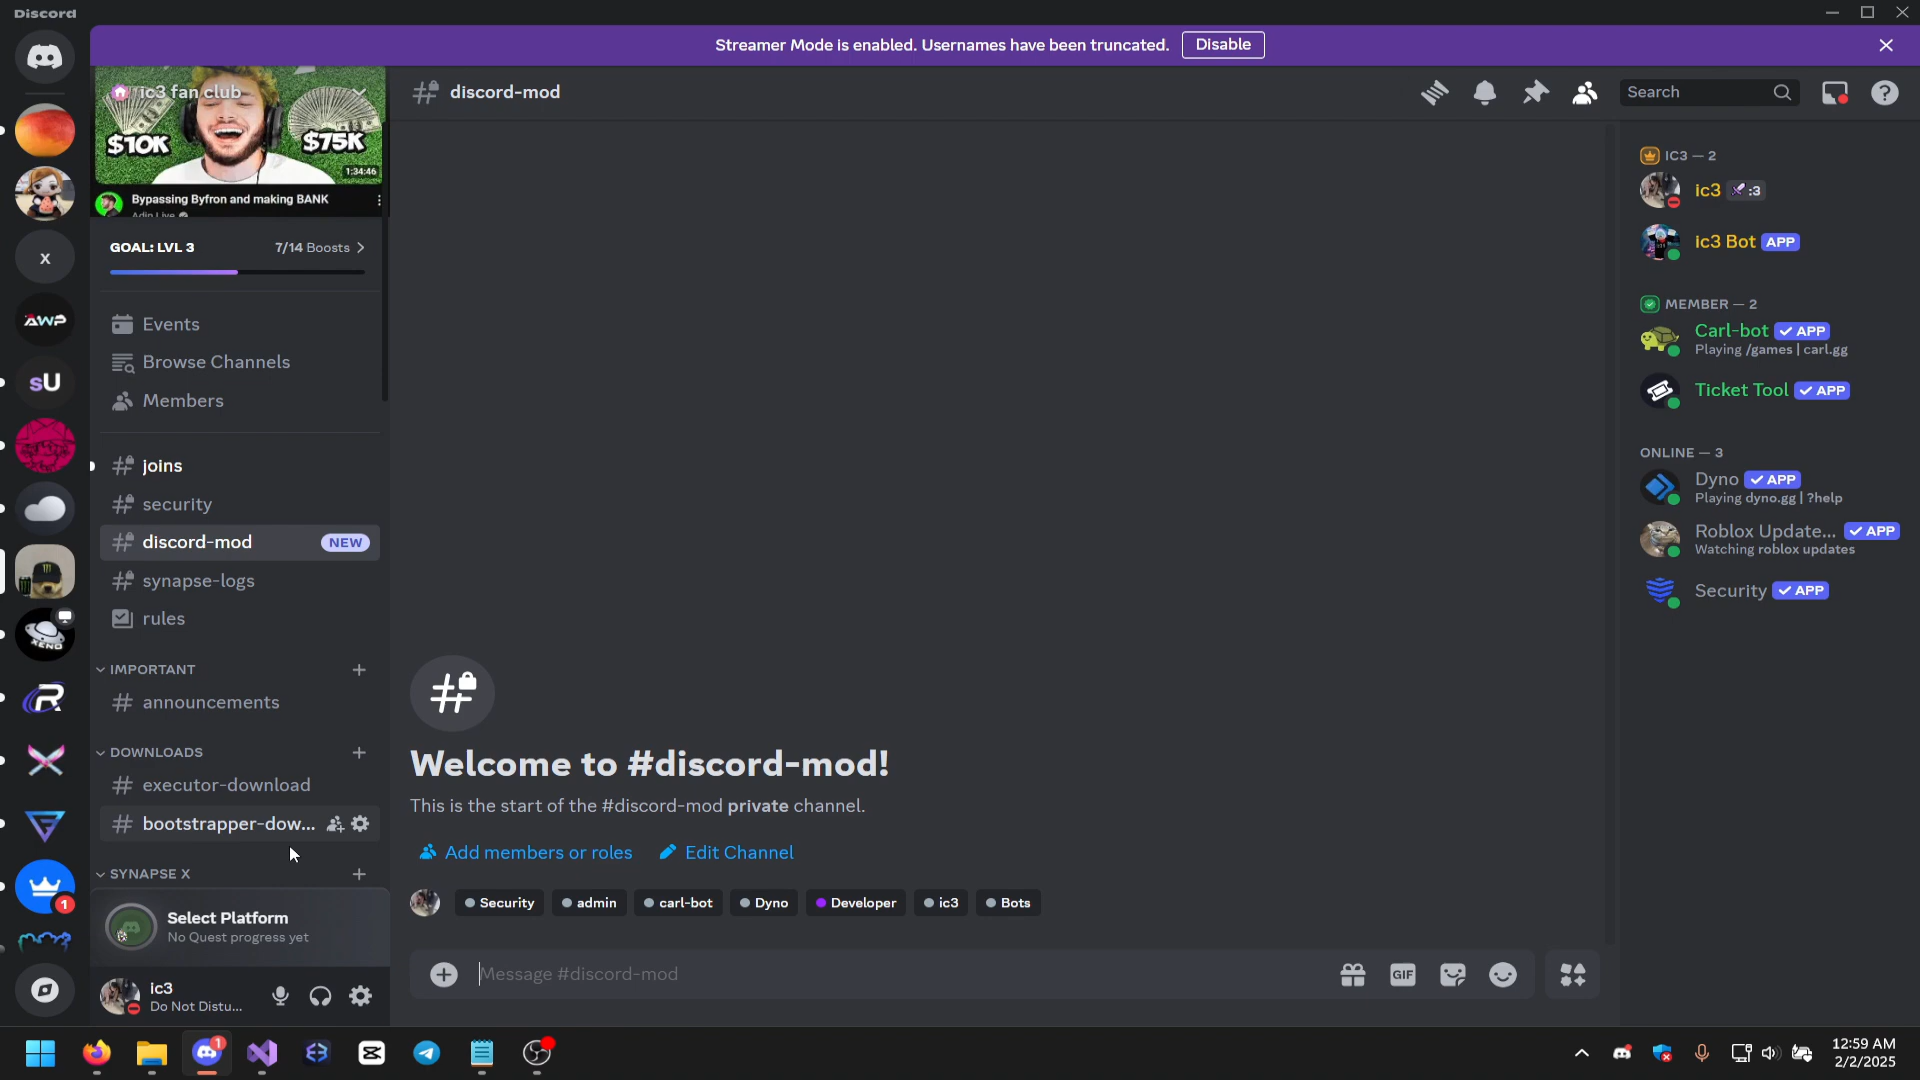 Discord
Streamer Mode is enabled. Usernames have been truncated.
Disable
ic3 fan club
$10K
$75K
1:34:46
Bypassing Byfron and making BANK
Adin Live
GOAL: LVL 3
7/14 Boosts
Events
Browse Channels
Members
joins
security
discord-mod
NEW
synapse-logs
rules
IMPORTANT
announcements
DOWNLOADS
executor-download
bootstrapper-dow...
SYNAPSE X
Select Platform
No Quest progress yet
ic3
Do Not Distu...
x
AWP
sU
XENO
1
discord-mod
Search
Welcome to #discord-mod!
This is the start of the #discord-mod private channel.
Add members or roles
Edit Channel
Security
admin
carl-bot
Dyno
Developer
ic3
Bots
Message #discord-mod
GIF
IC3 — 2
ic3 :3
ic3 Bot APP
MEMBER — 2
Carl-bot APP
Playing /games | carl.gg
Ticket Tool APP
ONLINE — 3
Dyno APP
Playing dyno.gg | ?help
Roblox Update... APP
Watching roblox updates
Security APP
1
12:59 AM
2/2/2025